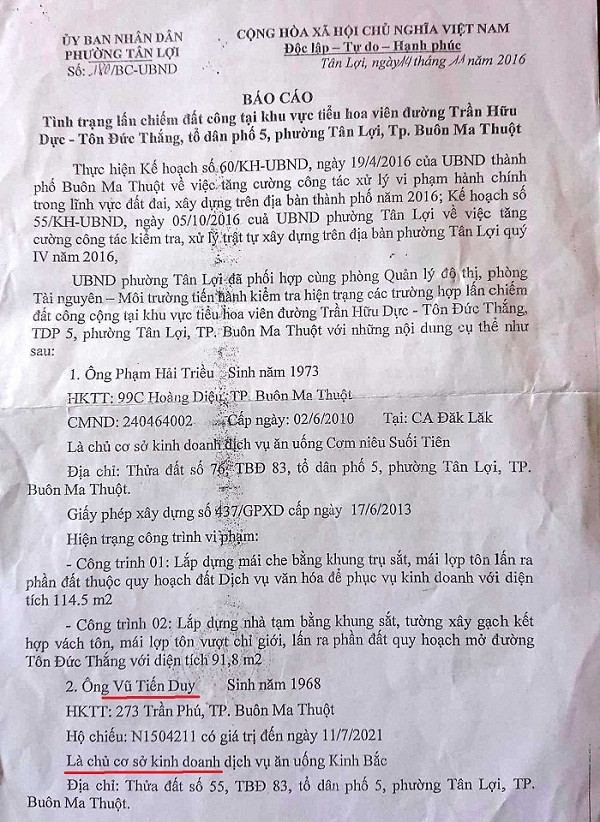 ỦY BAN NHÂN DÂN
PHƯỜNG TÂN LỢI
Số: 180/BC-UBND
CỘNG HÒA XÃ HỘI CHỦ NGHĨA VIỆT NAM
Độc lập – Tự do – Hạnh phúc
Tân Lợi, ngày 14 tháng 11 năm 2016
BÁO CÁO
Tình trạng lấn chiếm đất công tại khu vực tiểu hoa viên đường Trần Hữu
Dực - Tôn Đức Thắng, tổ dân phố 5, phường Tân Lợi, Tp. Buôn Ma Thuột
Thực hiện Kế hoạch số 60/KH-UBND, ngày 19/4/2016 của UBND thành
phố Buôn Ma Thuột về việc tăng cường công tác xử lý vi phạm hành chính
trong lĩnh vực đất đai, xây dựng trên địa bàn thành phố năm 2016; Kế hoạch số
55/KH-UBND, ngày 05/10/2016 cuả UBND phường Tân Lợi về việc tăng
cường công tác kiểm tra, xử lý trật tự xây dựng trên địa bàn phường Tân Lợi quý
IV năm 2016,
UBND phường Tân Lợi đã phối hợp cùng phòng Quản lý đô thị, phòng
Tài nguyên – Môi trường tiến hành kiểm tra hiện trạng các trường hợp lấn chiếm
đất công cộng tại khu vực tiểu hoa viên đường Trần Hữu Dực - Tôn Đức Thắng,
TDP 5, phường Tân Lợi, TP. Buôn Ma Thuột với những nội dung cụ thể như
sau:
1. Ông Phạm Hải Triều Sinh năm 1973
HKTT: 99C Hoàng Diệu, TP. Buôn Ma Thuột
CMND: 240464002 Cấp ngày: 02/6/2010 Tại: CA Đăk Lăk
Là chủ cơ sở kinh doanh dịch vụ ăn uống Cơm niêu Suối Tiên
Địa chỉ: Thửa đất số 76, TBĐ 83, tổ dân phố 5, phường Tân Lợi, TP.
Buôn Ma Thuột.
Giấy phép xây dựng số 437/GPXD cấp ngày 17/6/2013
Hiện trạng công trình vi phạm:
- Công trình 01: Lắp dựng mái che bằng khung trụ sắt, mái lợp tôn lấn ra
phần đất thuộc quy hoạch đất Dịch vụ văn hóa để phục vụ kinh doanh với diện
tích 114.5 m2
- Công trình 02: Lắp dựng nhà tạm bằng khung sắt, tường xây gạch kết
hợp vách tôn, mái lợp tôn vượt chỉ giới, lấn ra phần đất quy hoạch mở đường
Tôn Đức Thắng với diện tích 91,8 m2
2. Ông Vũ Tiến Duy Sinh năm 1968
HKTT: 273 Trần Phú, TP. Buôn Ma Thuột
Hộ chiếu: N1504211 có giá trị đến ngày 11/7/2021
Là chủ cơ sở kinh doanh dịch vụ ăn uống Kinh Bắc
Địa chỉ: Thửa đất số 55, TBĐ 83, tổ dân phố 5, phường Tân Lợi, TP.
Buôn Ma Thuột.